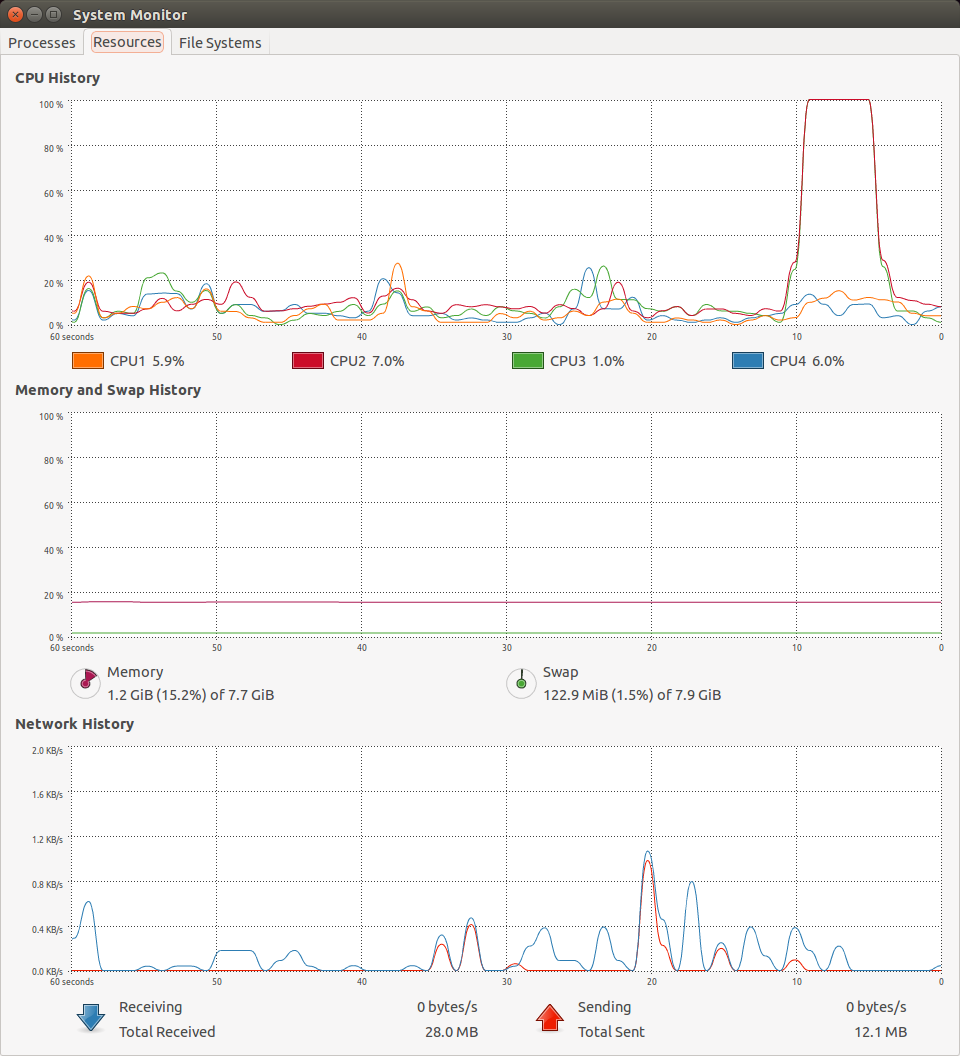 System Monitor
Processes Resources File Systems
CPU History
100 %
80 %
60 %
40 %
20 %
0 %
60 seconds 50 40 30 20 10 0
CPU1 5.9% CPU2 7.0% CPU3 1.0% CPU4 6.0%
Memory and Swap History
100 %
80 %
60 %
40 %
20 %
0 %
60 seconds 50 40 30 20 10 0
Memory Swap
1.2 GiB (15.2%) of 7.7 GiB 122.9 MiB (1.5%) of 7.9 GiB
Network History
2.0 KB/s
1.6 KB/s
1.2 KB/s
0.8 KB/s
0.4 KB/s
0.0 KB/s
60 seconds 50 40 30 20 10 0
Receiving 0 bytes/s Sending 0 bytes/s
Total Received 28.0 MB Total Sent 12.1 MB